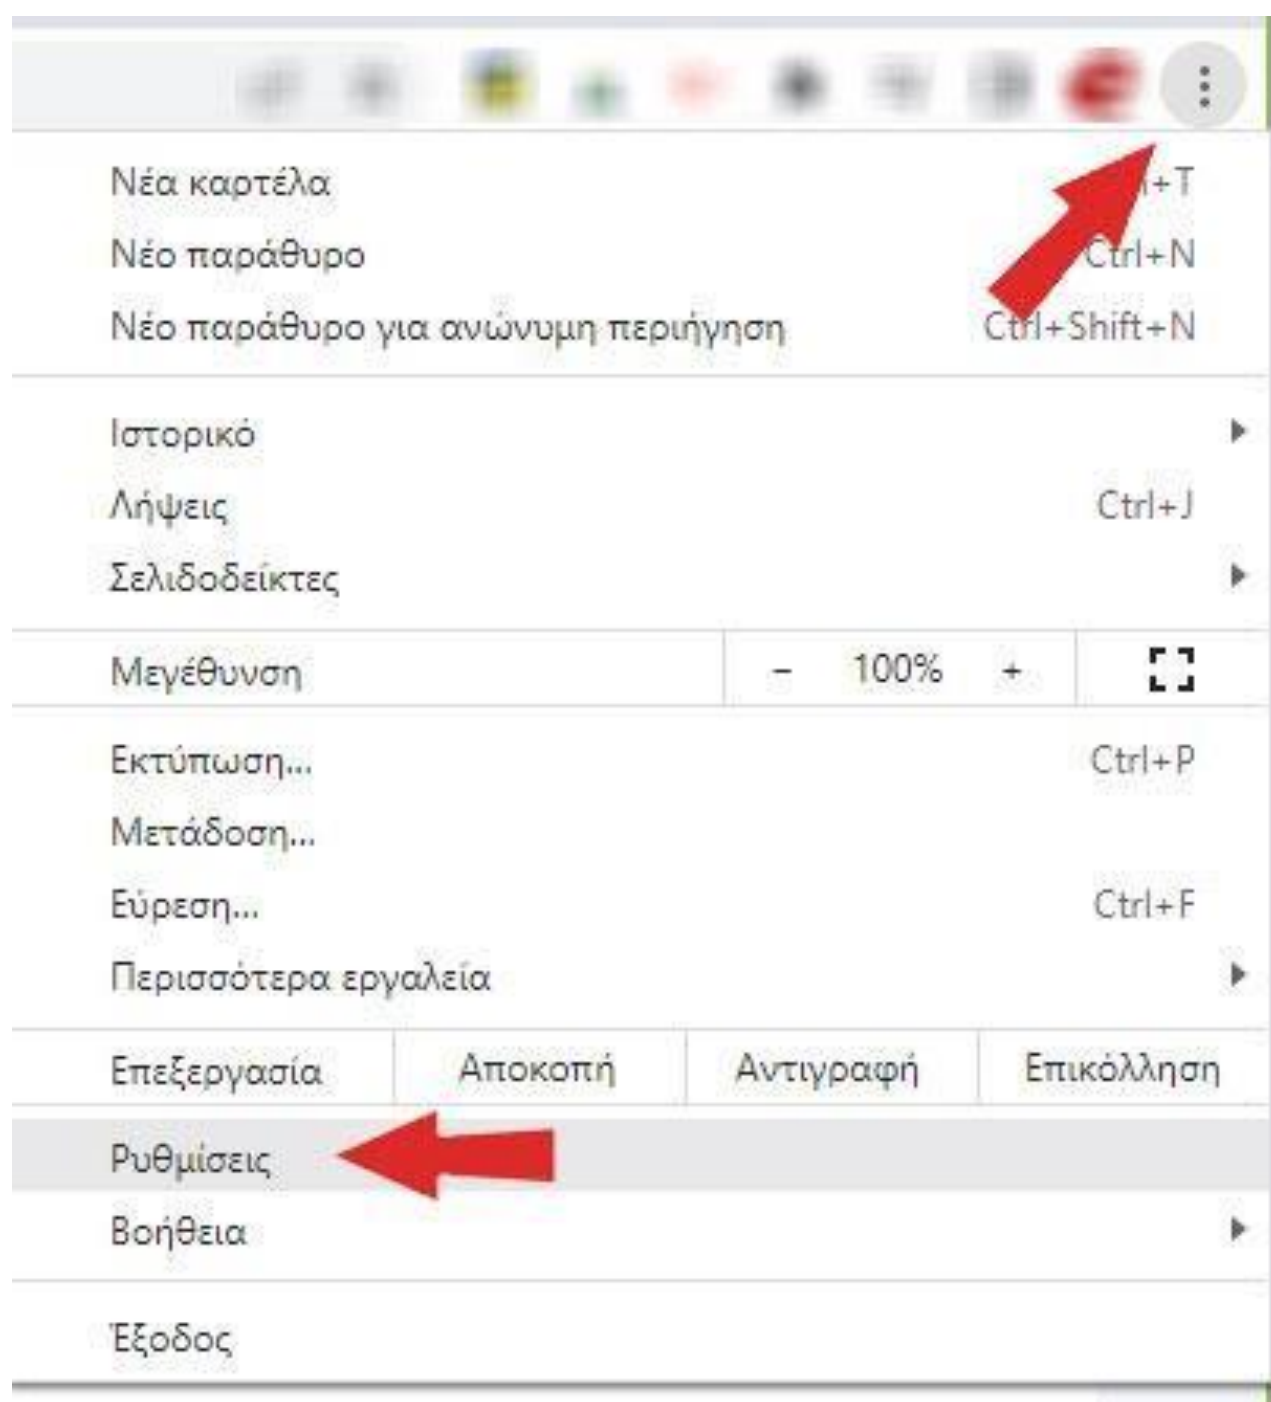 Νέα καρτέλα +T
Νέο παράθυρο Ctrl+N
Νέο παράθυρο για ανώνυμη περιήγηση Ctrl+Shift+N
Ιστορικό
Λήψεις Ctrl+J
Σελιδοδείκτες
Μεγέθυνση - 100% +
Εκτύπωση... Ctrl+P
Μετάδοση...
Εύρεση... Ctrl+F
Περισσότερα εργαλεία
Επεξεργασία Αποκοπή Αντιγραφή Επικόλληση
Ρυθμίσεις
Βοήθεια
Έξοδος